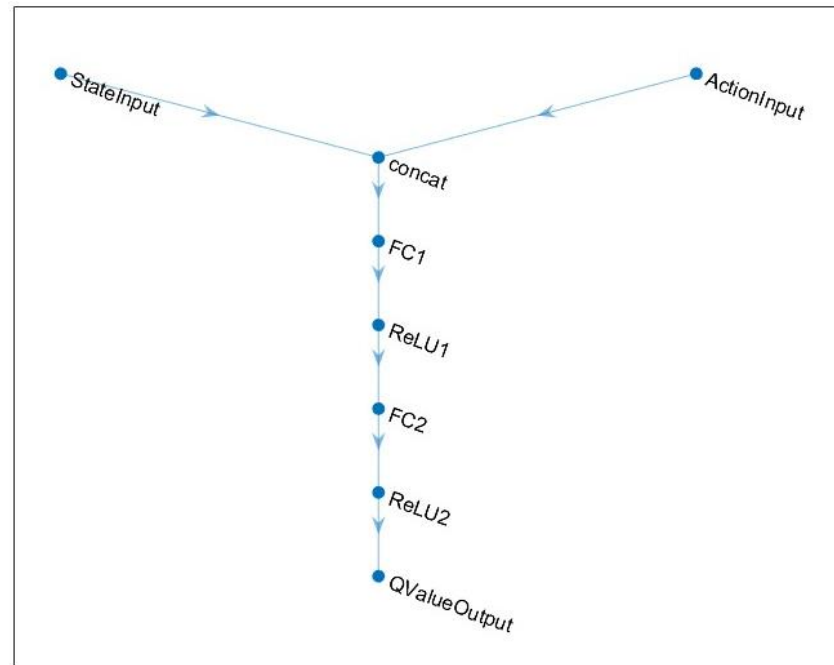 StateInput
ActionInput
concat
FC1
ReLU1
FC2
ReLU2
QValueOutput